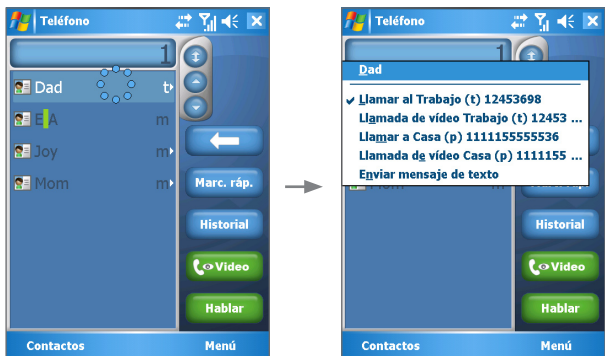 Teléfono
1
Dad t
E A m
Joy m
Mom m
Marc. ráp.
Historial
Video
Hablar
Contactos Menú
Teléfono
1
Dad
Llamar al Trabajo (t) 12453698
Llamada de vídeo Trabajo (t) 12453 ...
Llamar a Casa (p) 1111155555536
Llamada de vídeo Casa (p) 1111155 ...
Enviar mensaje de texto
Historial
Video
Hablar
Contactos Menú